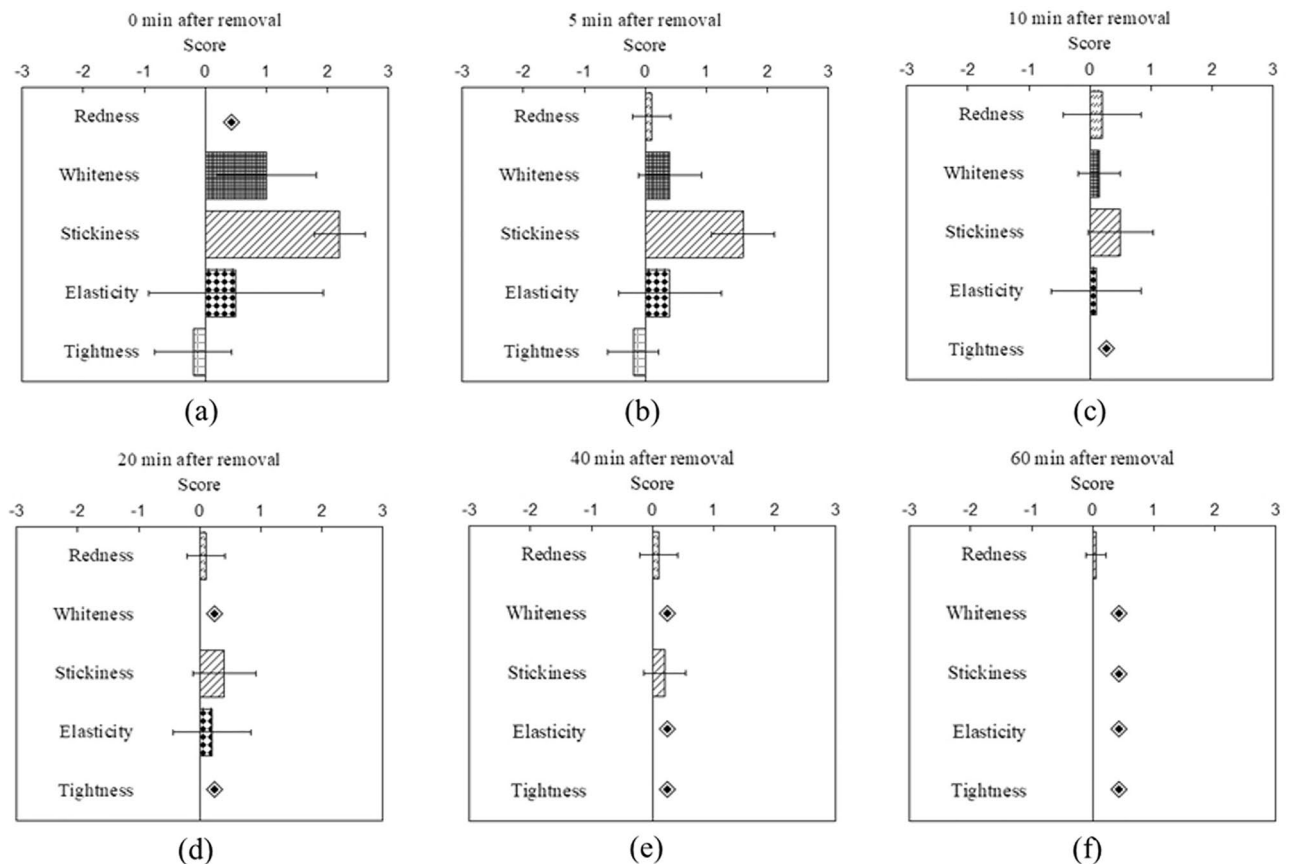 0 min after removal
Score
-3 -2 -1 0 1 2 3
Redness
Whiteness
Stickiness
Elasticity
Tightness
(a)
5 min after removal
Score
-3 -2 -1 0 1 2 3
Redness
Whiteness
Stickiness
Elasticity
Tightness
(b)
10 min after removal
Score
-3 -2 -1 0 1 2 3
Redness
Whiteness
Stickiness
Elasticity
Tightness
(c)
20 min after removal
Score
-3 -2 -1 0 1 2 3
Redness
Whiteness
Stickiness
Elasticity
Tightness
(d)
40 min after removal
Score
-3 -2 -1 0 1 2 3
Redness
Whiteness
Stickiness
Elasticity
Tightness
(e)
60 min after removal
Score
-3 -2 -1 0 1 2 3
Redness
Whiteness
Stickiness
Elasticity
Tightness
(f)